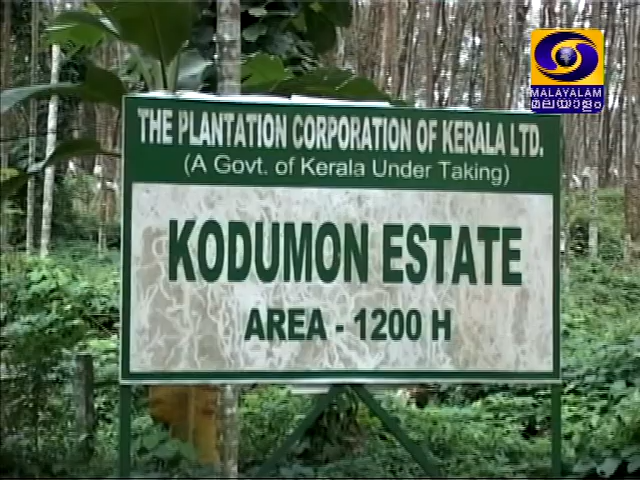 MALAYALAM
മലയാളം
THE PLANTATION CORPORATION OF KERALA LTD.
(A Govt. of Kerala Under Taking)
KODUMON ESTATE
AREA - 1200 H